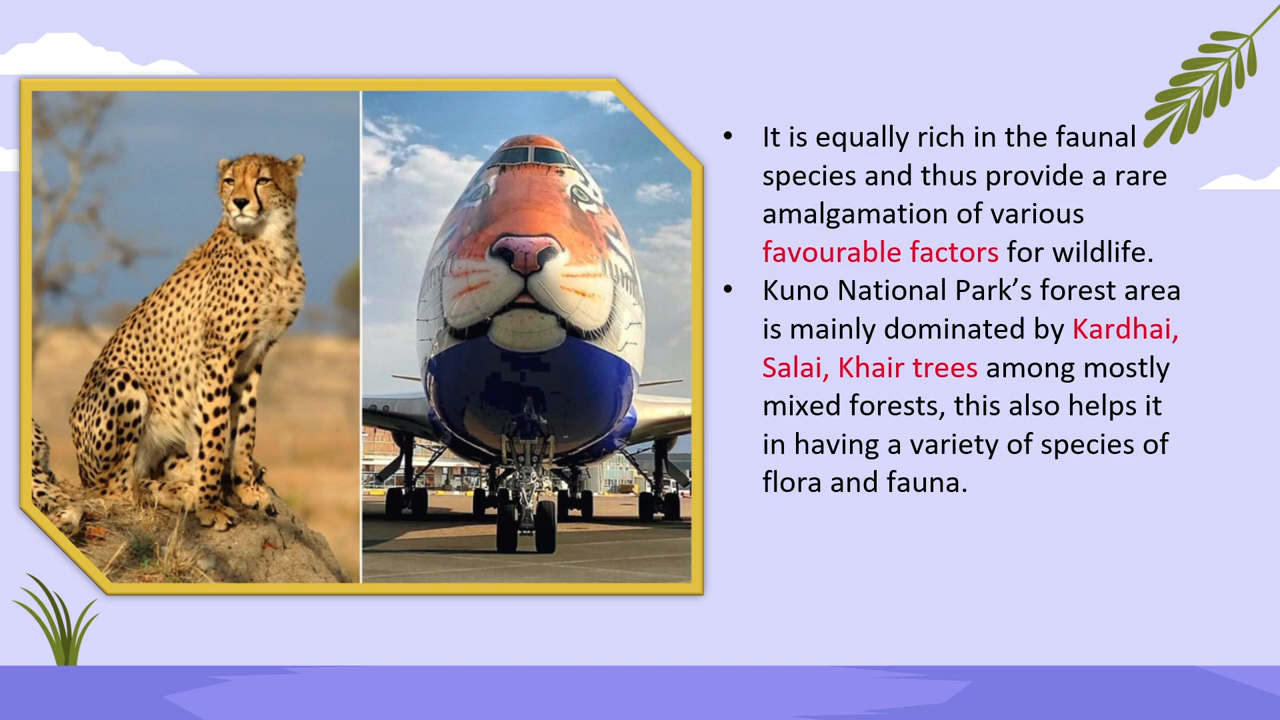 • It is equally rich in the faunal
species and thus provide a rare
amalgamation of various
favourable factors for wildlife.
• Kuno National Park’s forest area
is mainly dominated by Kardhai,
Salai, Khair trees among mostly
mixed forests, this also helps it
in having a variety of species of
flora and fauna.